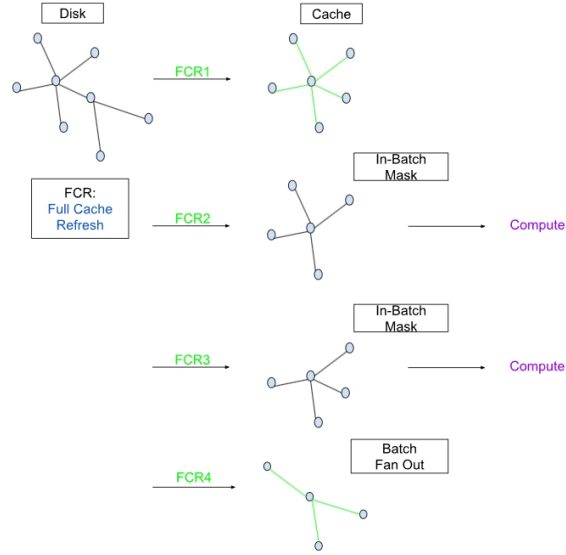 Disk
Cache
FCR1
In-Batch
Mask
FCR:
Full Cache
Refresh
FCR2
Compute
In-Batch
Mask
FCR3
Compute
Batch
Fan Out
FCR4